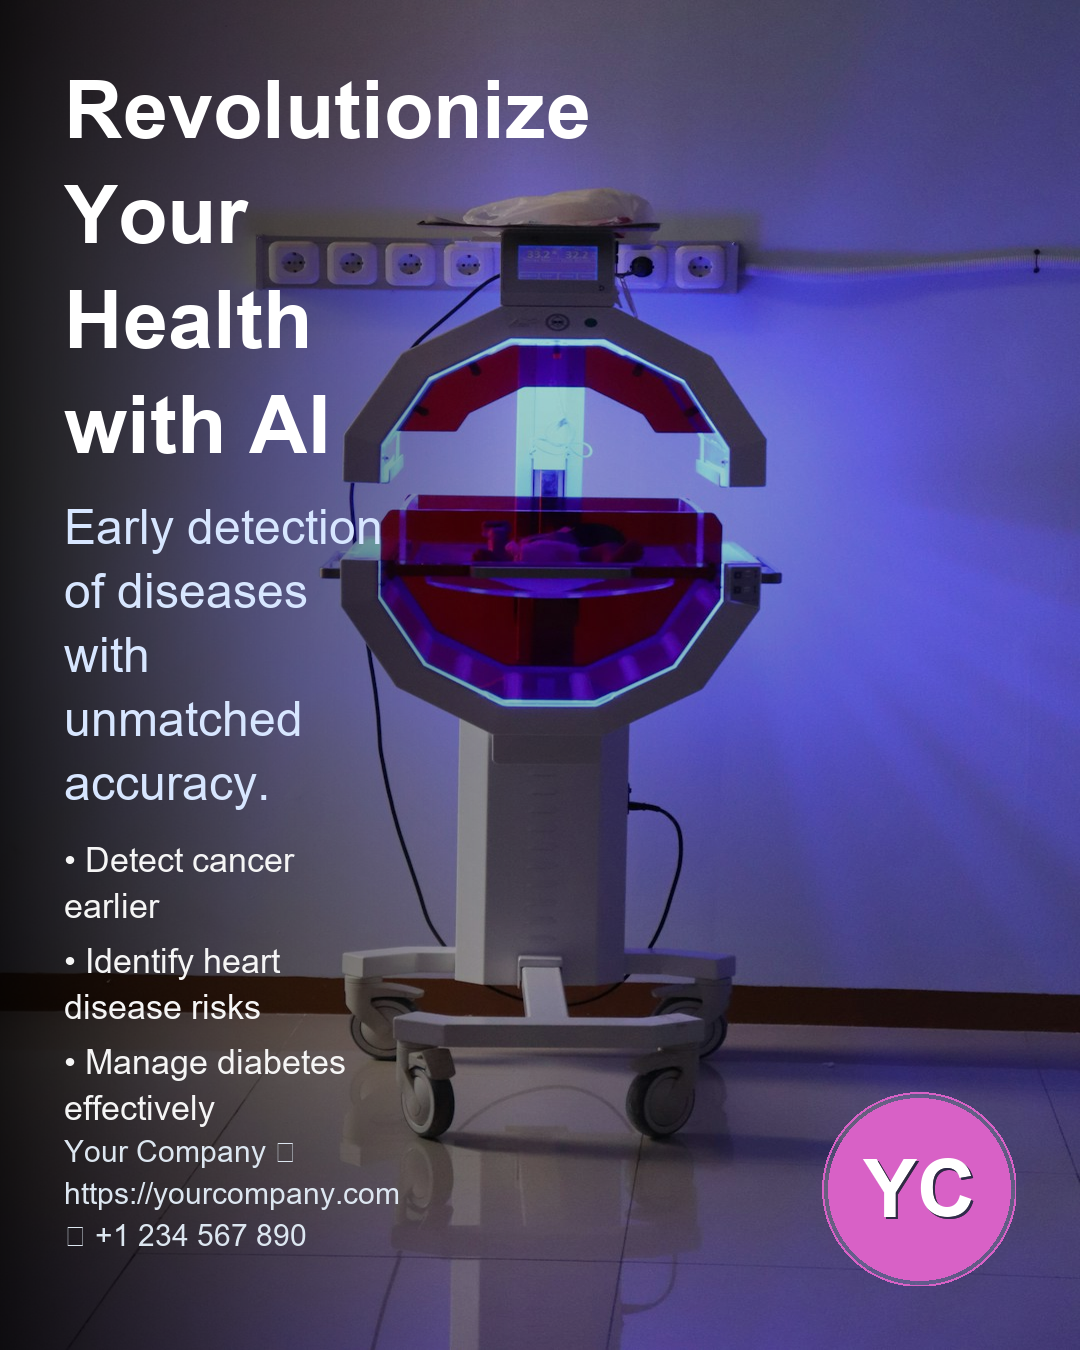 Revolutionize
Your
Health
with AI
Early detection
of diseases
with
unmatched
accuracy.
• Detect cancer
earlier
• Identify heart
disease risks
• Manage diabetes
effectively
Your Company □
https://yourcompany.com
□ +1 234 567 890
YC